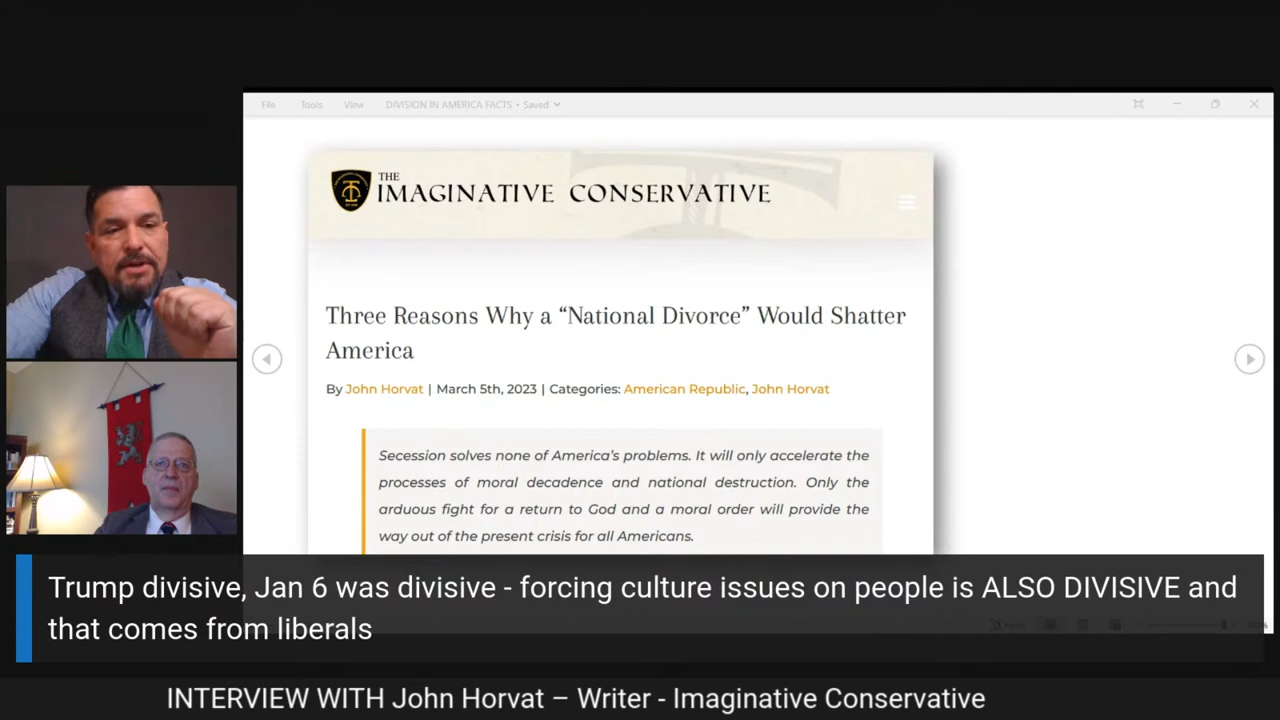 File Tools View DIVISION IN AMERICA FACTS • Saved
THE
IMAGINATIVE CONSERVATIVE
Three Reasons Why a “National Divorce” Would Shatter
America
By John Horvat | March 5th, 2023 | Categories: American Republic, John Horvat
Secession solves none of America’s problems. It will only accelerate the
processes of moral decadence and national destruction. Only the
arduous fight for a return to God and a moral order will provide the
way out of the present crisis for all Americans.
Trump divisive, Jan 6 was divisive - forcing culture issues on people is ALSO DIVISIVE and
that comes from liberals
INTERVIEW WITH John Horvat – Writer - Imaginative Conservative